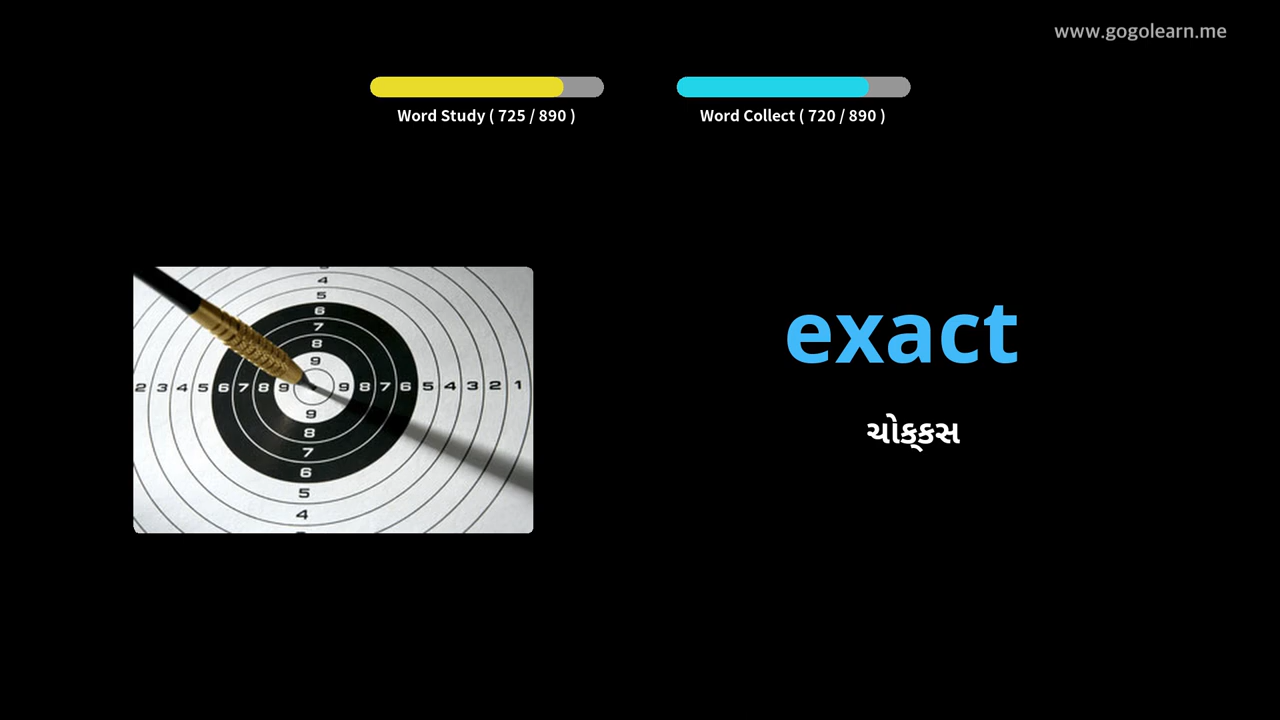 www.gogolearn.me
Word Study ( 725 / 890 )
Word Collect ( 720 / 890 )
4
5
6
7
8
9
2 3 4 5 6 7 8 9 9 8 7 6 5 4 3 2 1
9
8
7
6
5
4
exact
ચોક્કસ